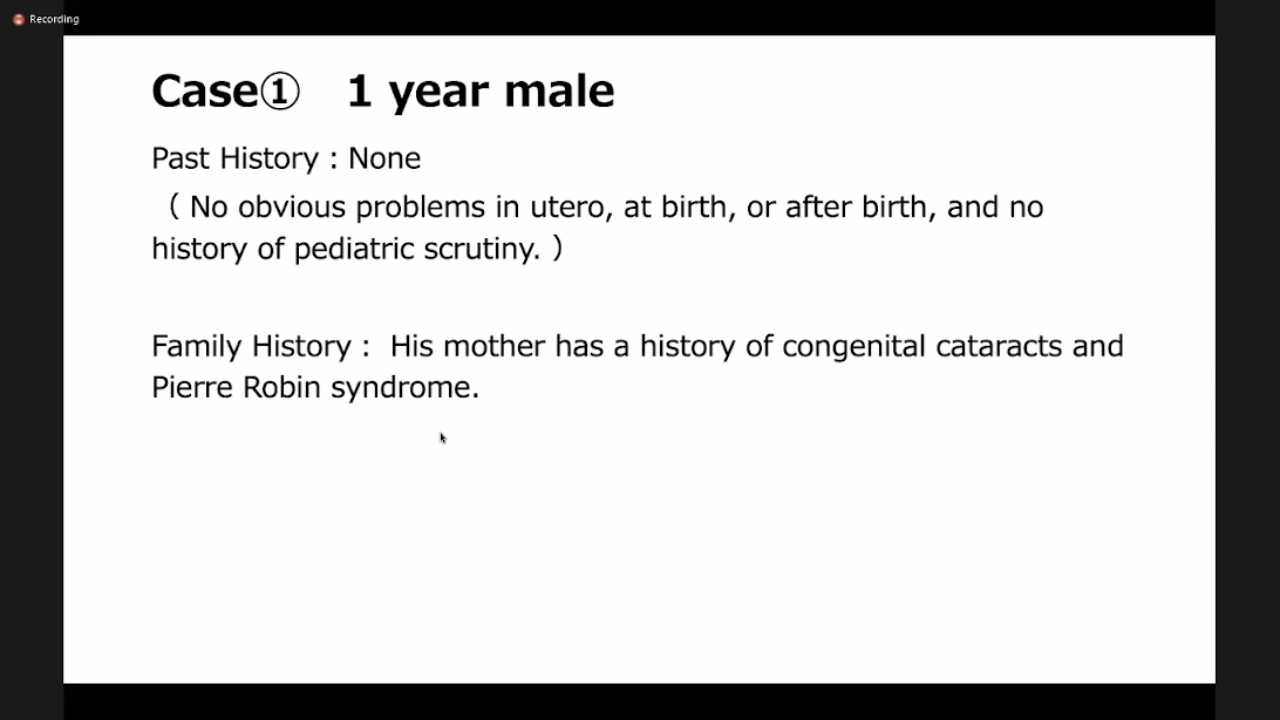 Recording
Case① 1 year male
Past History : None
（ No obvious problems in utero, at birth, or after birth, and no
history of pediatric scrutiny. ）
Family History : His mother has a history of congenital cataracts and
Pierre Robin syndrome.